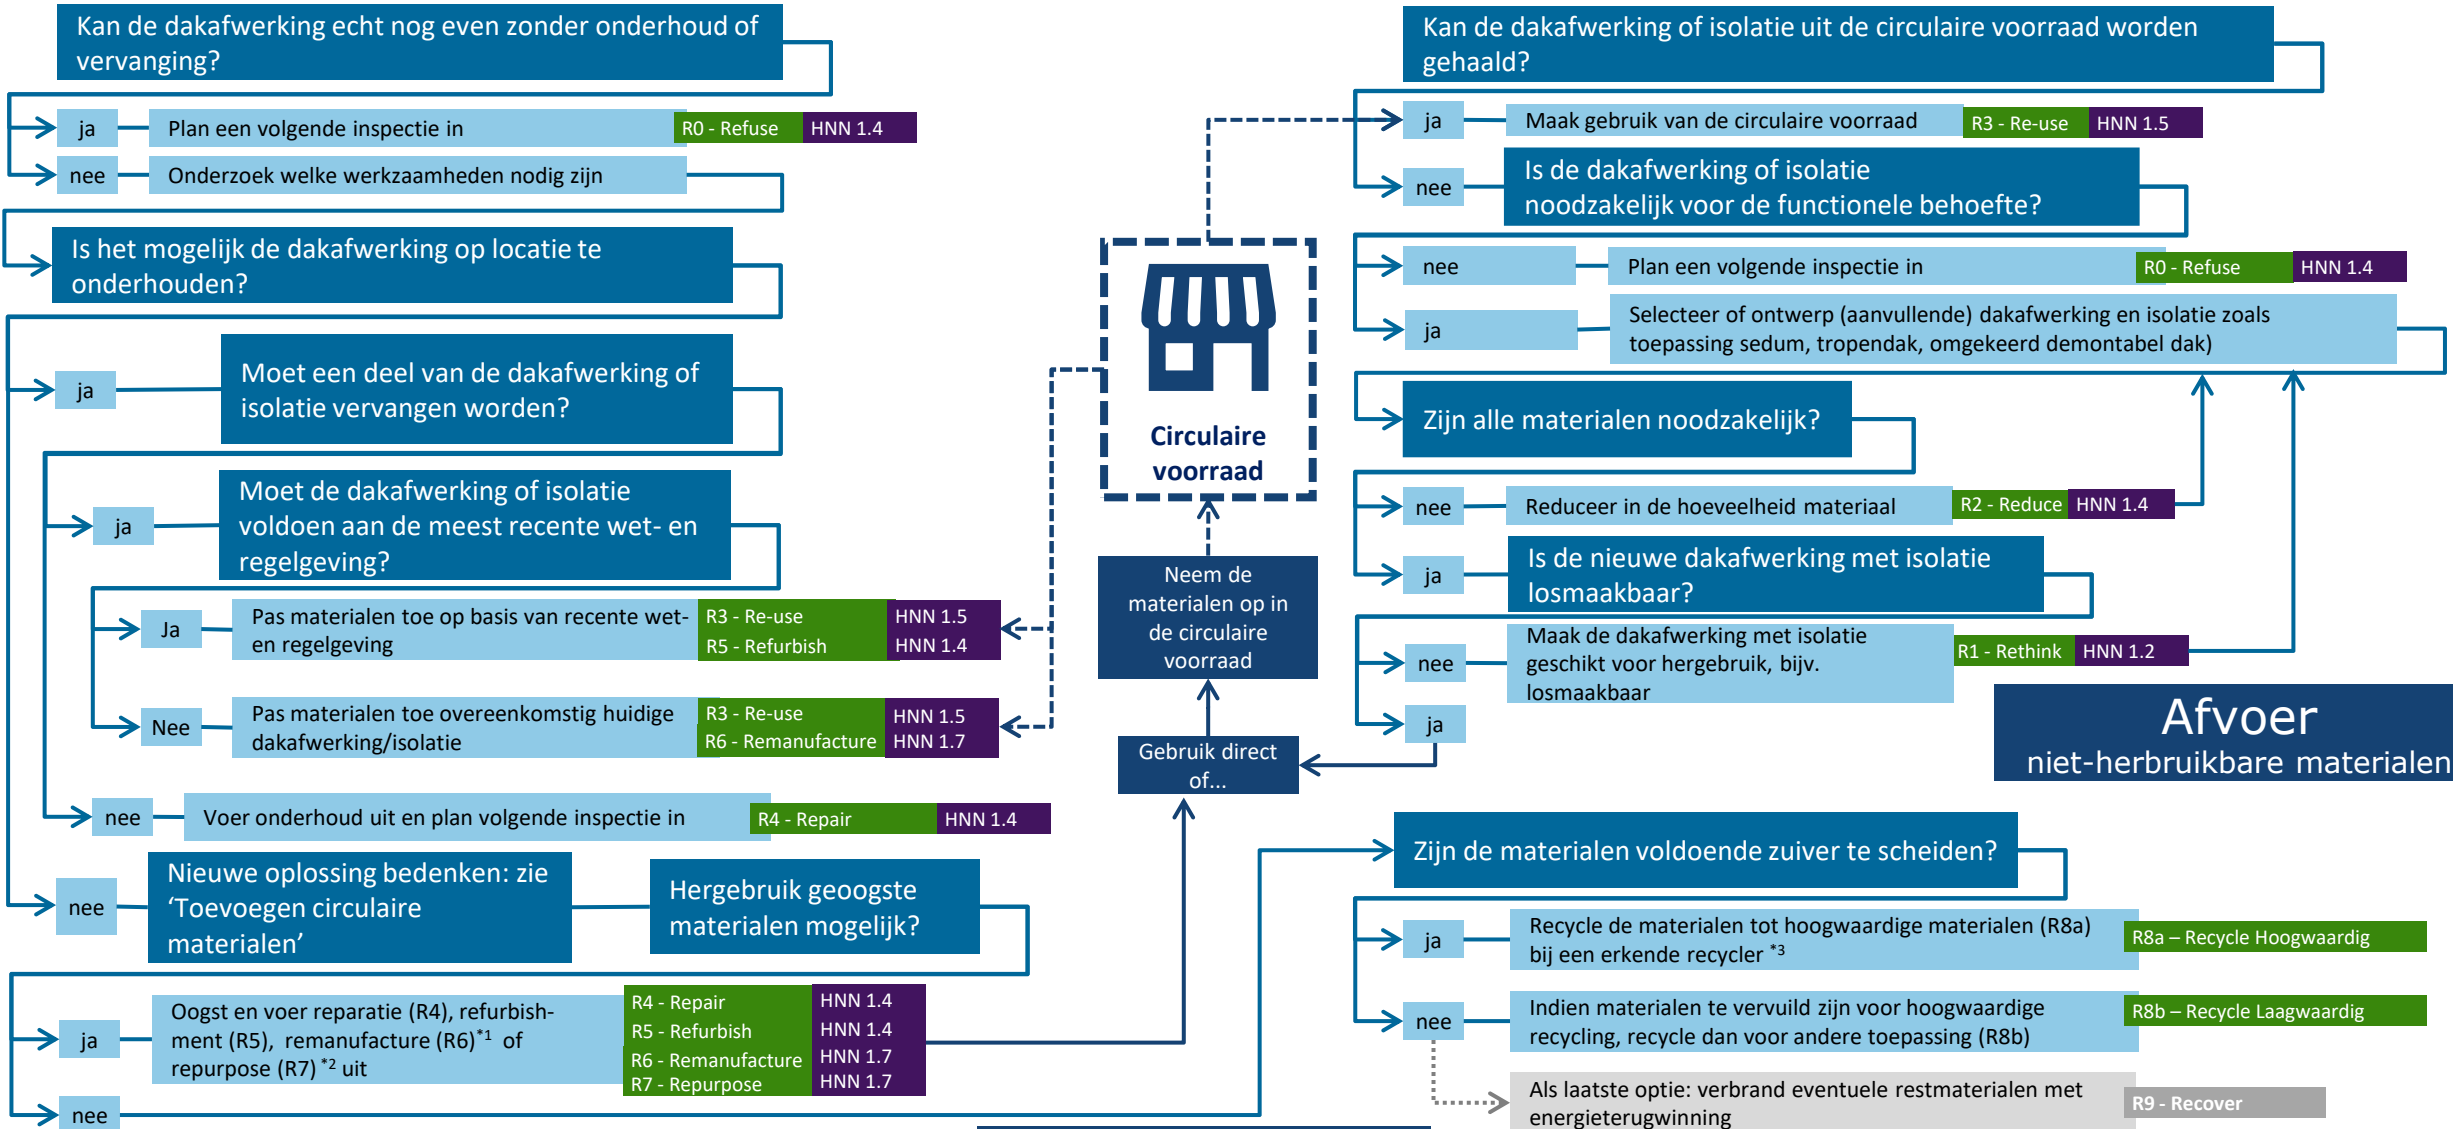 Kan de dakafwerking echt nog even zonder onderhoud of
vervanging?
ja
Plan een volgende inspectie in
R0 - Refuse
HNN 1.4
nee
Onderzoek welke werkzaamheden nodig zijn
Is het mogelijk de dakafwerking op locatie te
onderhouden?
ja
Moet een deel van de dakafwerking of
isolatie vervangen worden?
ja
Moet de dakafwerking of isolatie
voldoen aan de meest recente wet- en
regelgeving?
Ja
Pas materialen toe op basis van recente wet-
en regelgeving
R3 - Re-use
HNN 1.5
R5 - Refurbish
HNN 1.4
Nee
Pas materialen toe overeenkomstig huidige
dakafwerking/isolatie
R3 - Re-use
HNN 1.5
R6 - Remanufacture
HNN 1.7
nee
Voer onderhoud uit en plan volgende inspectie in
R4 - Repair
HNN 1.4
nee
Nieuwe oplossing bedenken: zie
‘Toevoegen circulaire
materialen’
Hergebruik geoogste
materialen mogelijk?
ja
Oogst en voer reparatie (R4), refurbish-
ment (R5), remanufacture (R6)*1 of
repurpose (R7) *2 uit
R4 - Repair
HNN 1.4
R5 - Refurbish
HNN 1.4
R6 - Remanufacture
HNN 1.7
R7 - Repurpose
HNN 1.7
nee
Circulaire
voorraad
Neem de
materialen op in
de circulaire
voorraad
Gebruik direct
of...
Kan de dakafwerking of isolatie uit de circulaire voorraad worden
gehaald?
ja
Maak gebruik van de circulaire voorraad
R3 - Re-use
HNN 1.5
nee
Is de dakafwerking of isolatie
noodzakelijk voor de functionele behoefte?
nee
Plan een volgende inspectie in
R0 - Refuse
HNN 1.4
ja
Selecteer of ontwerp (aanvullende) dakafwerking en isolatie zoals
toepassing sedum, tropendak, omgekeerd demontabel dak)
Zijn alle materialen noodzakelijk?
nee
Reduceer in de hoeveelheid materiaal
R2 - Reduce
HNN 1.4
ja
Is de nieuwe dakafwerking met isolatie
losmaakbaar?
nee
Maak de dakafwerking met isolatie
geschikt voor hergebruik, bijv.
losmaakbaar
R1 - Rethink
HNN 1.2
ja
Afvoer
niet-herbruikbare materialen
Zijn de materialen voldoende zuiver te scheiden?
ja
Recycle de materialen tot hoogwaardige materialen (R8a)
bij een erkende recycler *3
R8a – Recycle Hoogwaardig
nee
Indien materialen te vervuild zijn voor hoogwaardige
recycling, recycle dan voor andere toepassing (R8b)
R8b – Recycle Laagwaardig
Als laatste optie: verbrand eventuele restmaterialen met
energieterugwinning
R9 - Recover